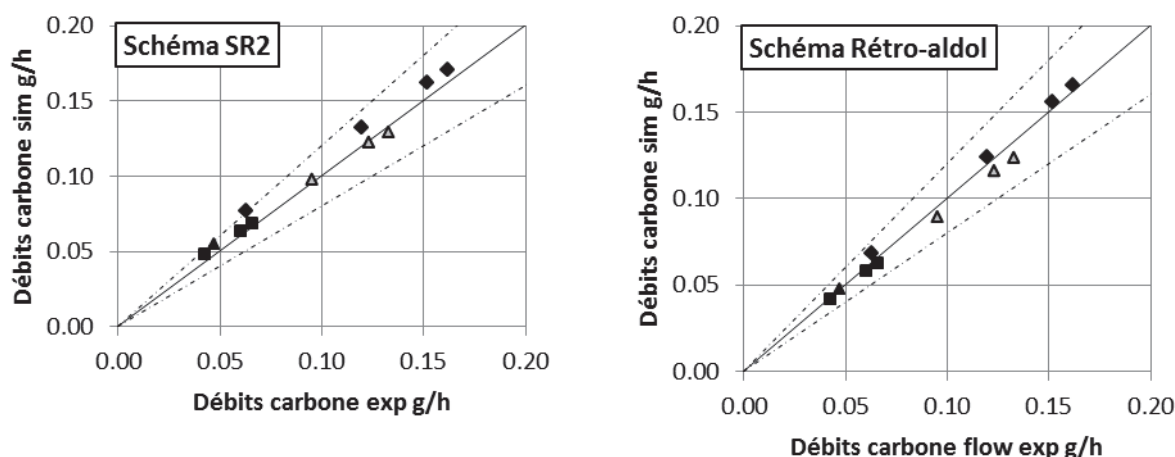 Schéma SR2
Débits carbone sim g/h
0.20
0.15
0.10
0.05
0.00
0.00 0.05 0.10 0.15 0.20
Débits carbone exp g/h
Schéma Rétro-aldol
Débits carbone sim g/h
0.20
0.15
0.10
0.05
0.00
0.00 0.05 0.10 0.15 0.20
Débits carbone flow exp g/h